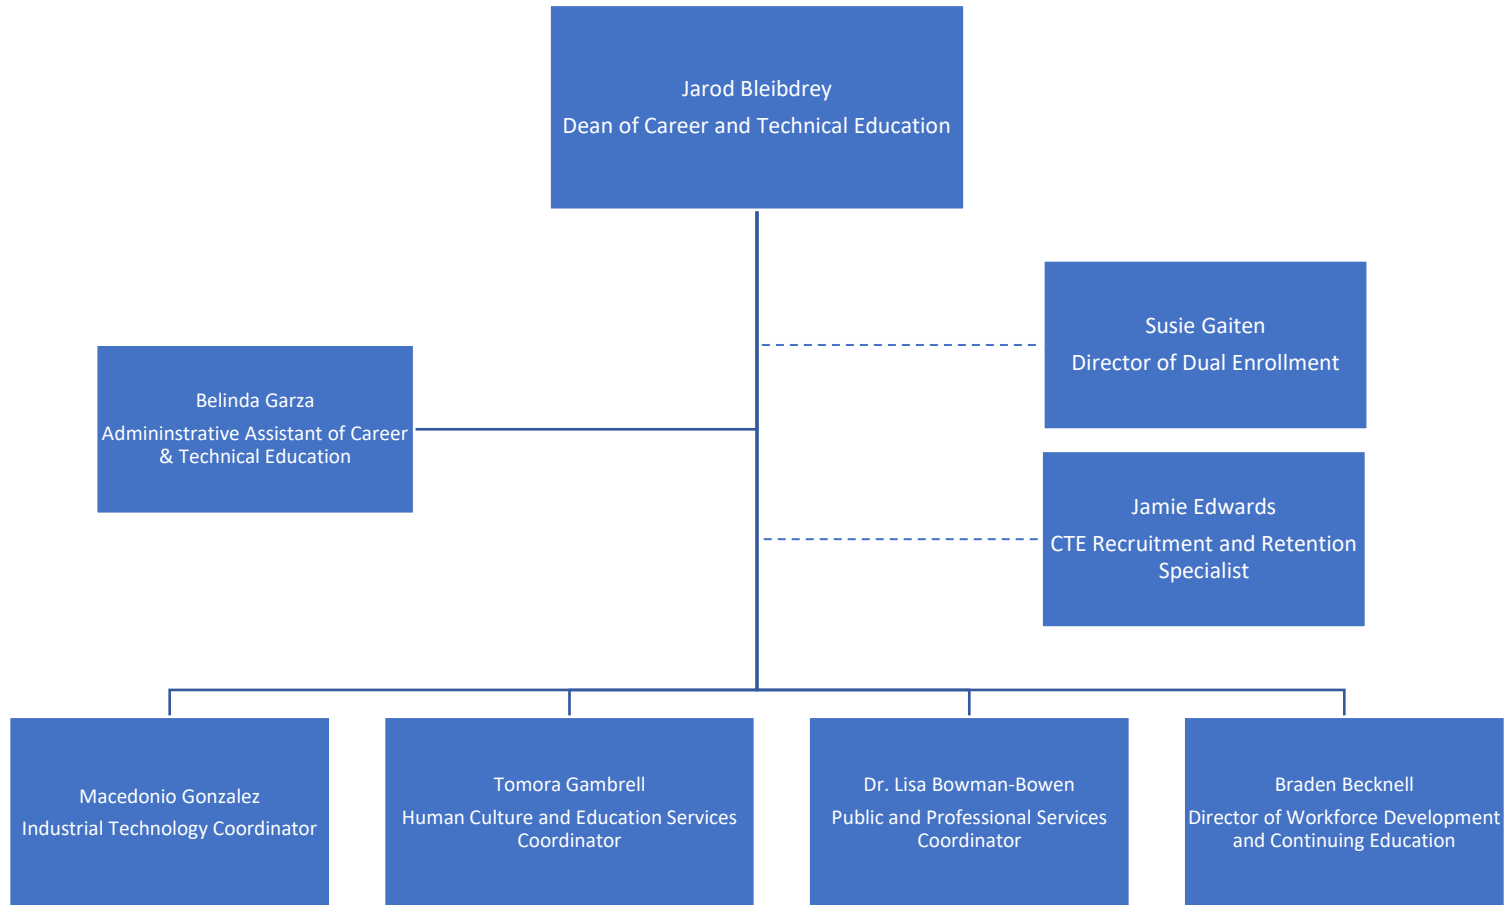 Jarod Bleibdrey
Dean of Career and Technical Education
Susie Gaiten
Director of Dual Enrollment
Belinda Garza
Admininstrative Assistant of Career
& Technical Education
Jamie Edwards
CTE Recruitment and Retention
Specialist
Macedonio Gonzalez
Industrial Technology Coordinator
Tomora Gambrell
Human Culture and Education Services
Coordinator
Dr. Lisa Bowman-Bowen
Public and Professional Services
Coordinator
Braden Becknell
Director of Workforce Development
and Continuing Education